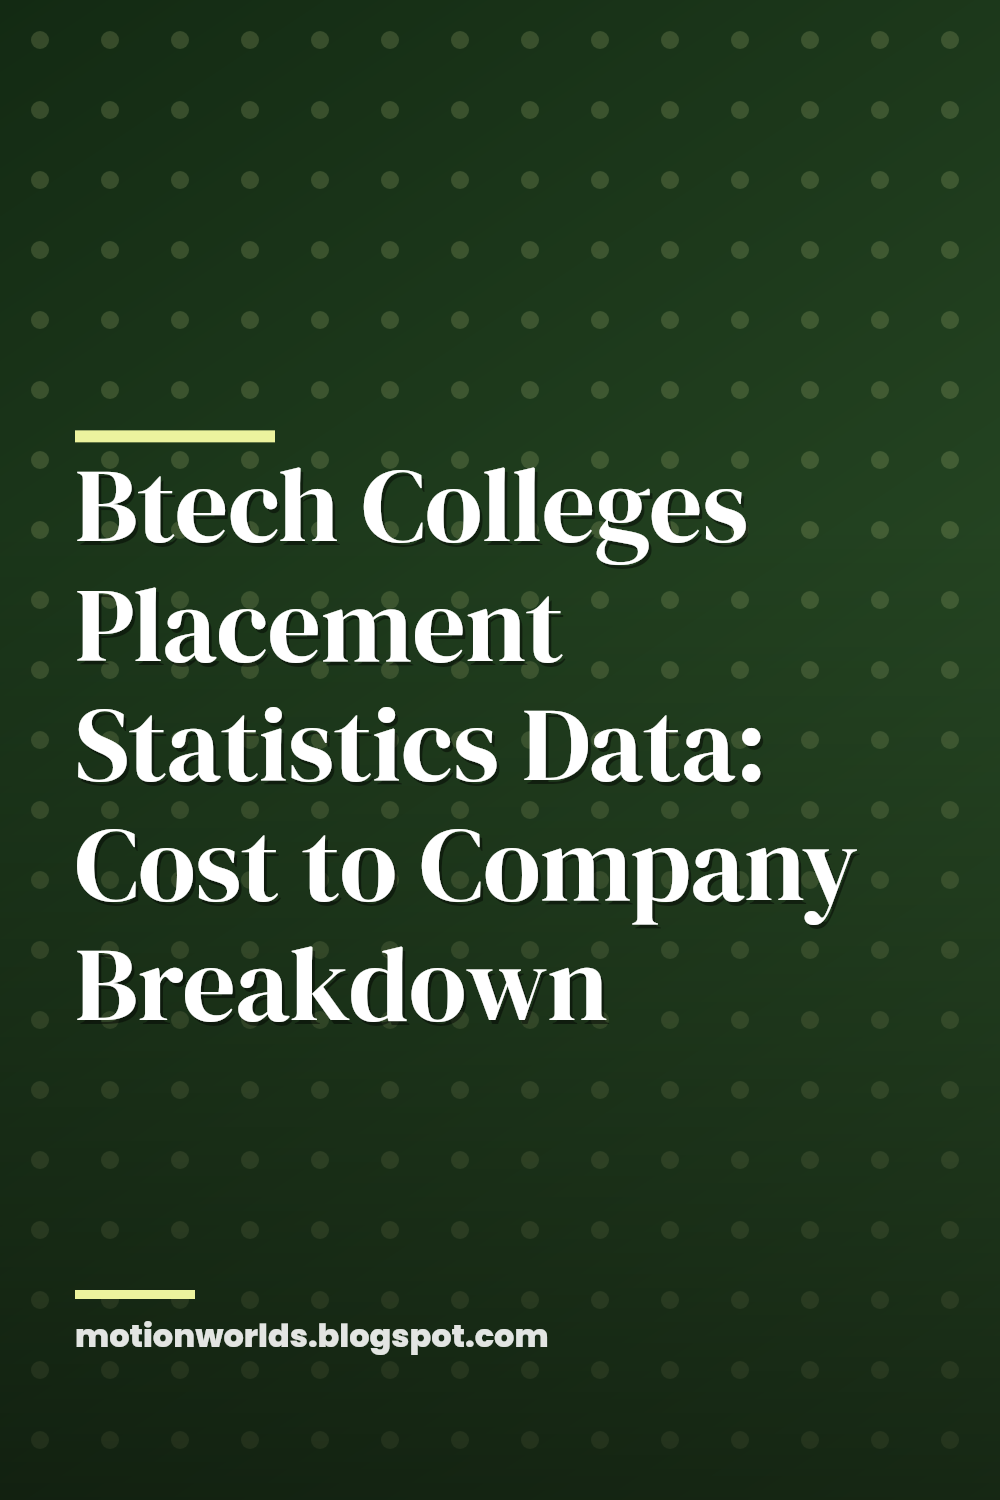 Btech Colleges
Placement
Statistics Data:
Cost to Company
Breakdown
motionworlds.blogspot.com